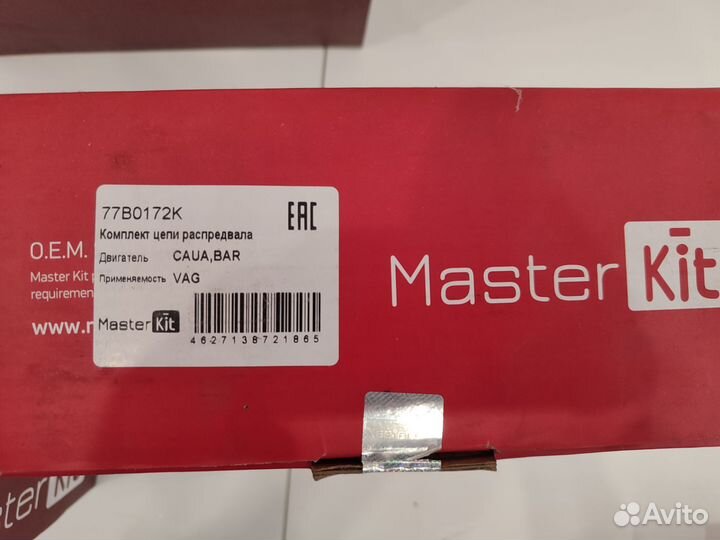 77B0172K
EAC
Комплект цепи распредвала
Двигатель CAUA,BAR
Применяемость VAG
Master Kit
4627138721865
O.E.M.
Master Kit
requiremen
www.
Master Kit
Avito